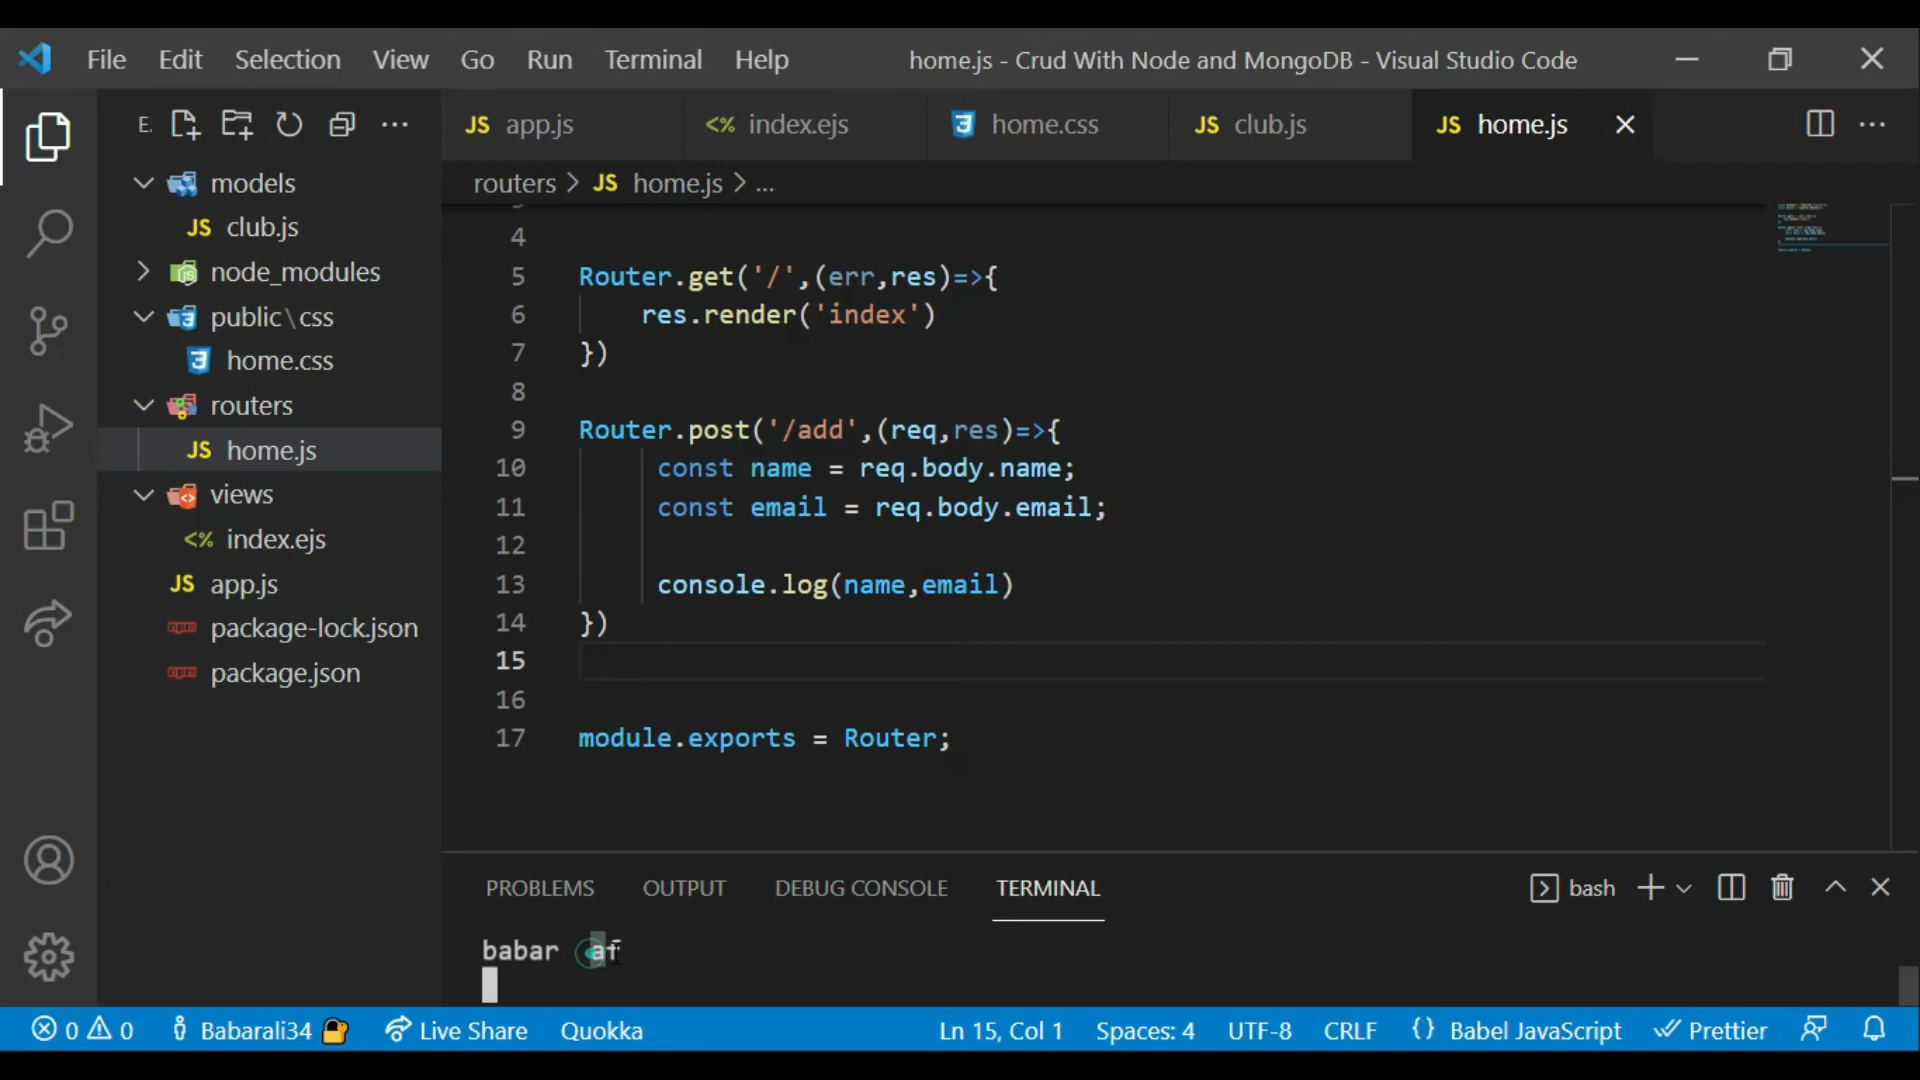 File Edit Selection View Go Run Terminal Help home.js - Crud With Node and MongoDB - Visual Studio Code
E.
JS app.js <% index.ejs home.css JS club.js JS home.js
routers > JS home.js > ...
models
JS club.js
node_modules
public\css
home.css
routers
JS home.js
views
<% index.ejs
JS app.js
package-lock.json
package.json
4
5 Router.get('/',(err,res)=>{
6 res.render('index')
7 })
8
9 Router.post('/add',(req,res)=>{
10 const name = req.body.name;
11 const email = req.body.email;
12
13 console.log(name,email)
14 })
15
16
17 module.exports = Router;
PROBLEMS OUTPUT DEBUG CONSOLE TERMINAL bash
babar af
0 0 Babarali34 Live Share Quokka Ln 15, Col 1 Spaces: 4 UTF-8 CRLF {} Babel JavaScript Prettier